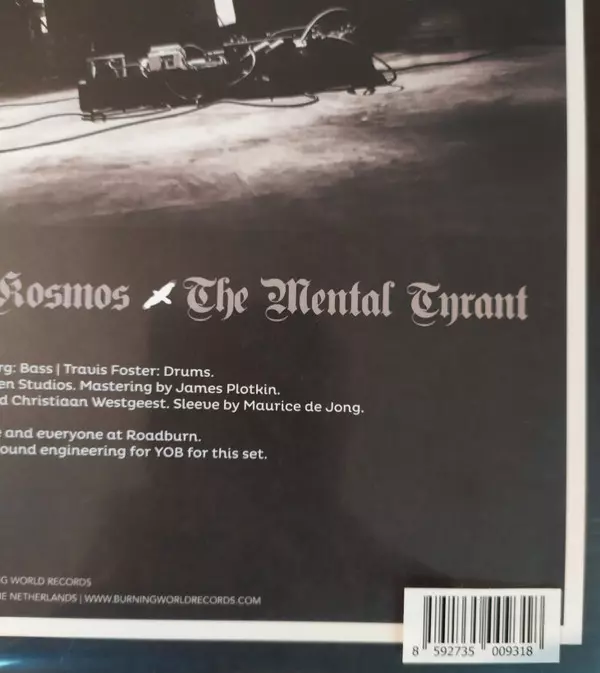 Kosmos The Mental Tyrant
rg: Bass | Travis Foster: Drums.
en Studios. Mastering by James Plotkin.
d Christiaan Westgeest. Sleeve by Maurice de Jong.
e and everyone at Roadburn.
ound engineering for YOB for this set.
NG WORLD RECORDS
HE NETHERLANDS | WWW.BURNINGWORLDRECORDS.COM
8 592735 009318